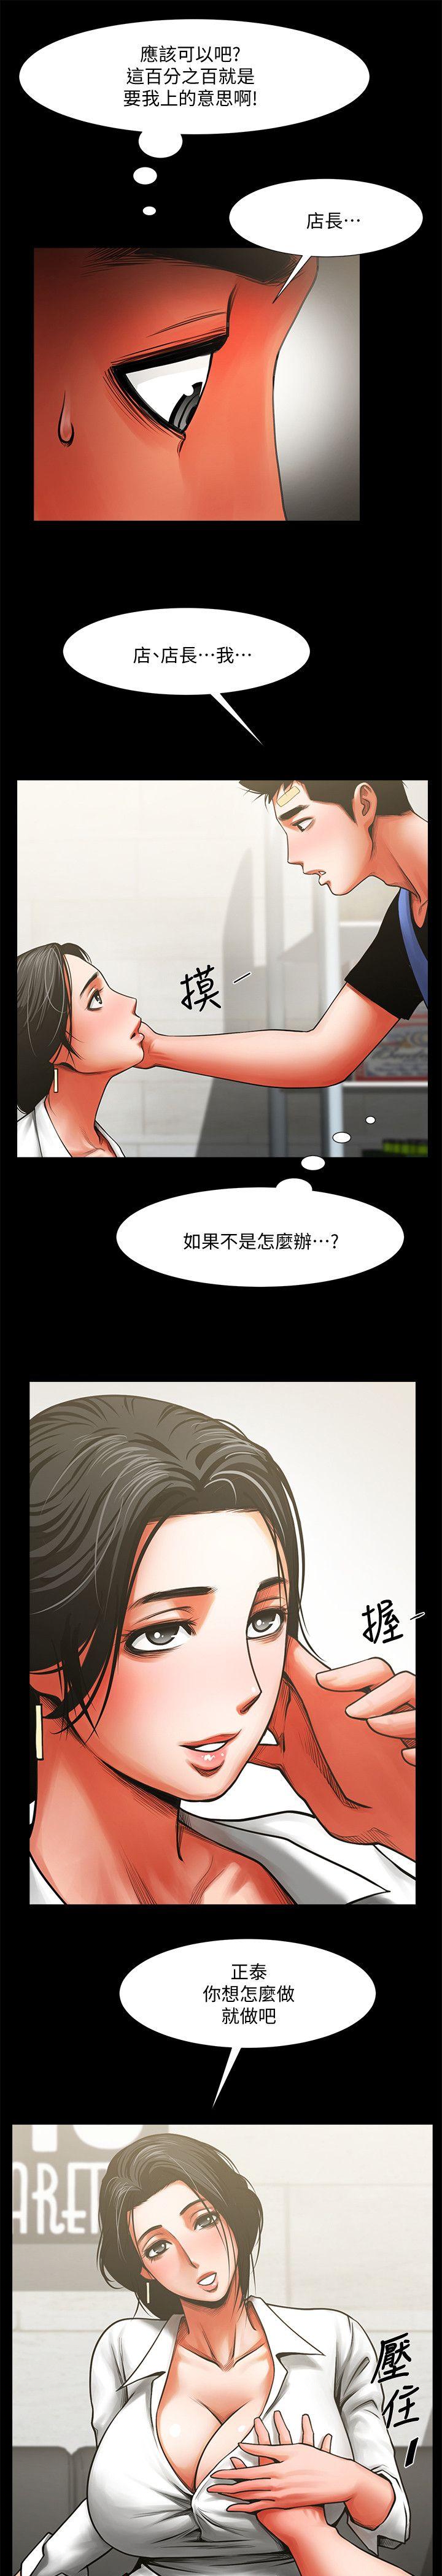 應該可以吧?
這百分之百就是
要我上的意思啊!
店長⋯
店、店長⋯我⋯
摸
如果不是怎麼辦⋯?
握
正泰
你想怎麼做
就做吧
ARE
壓住